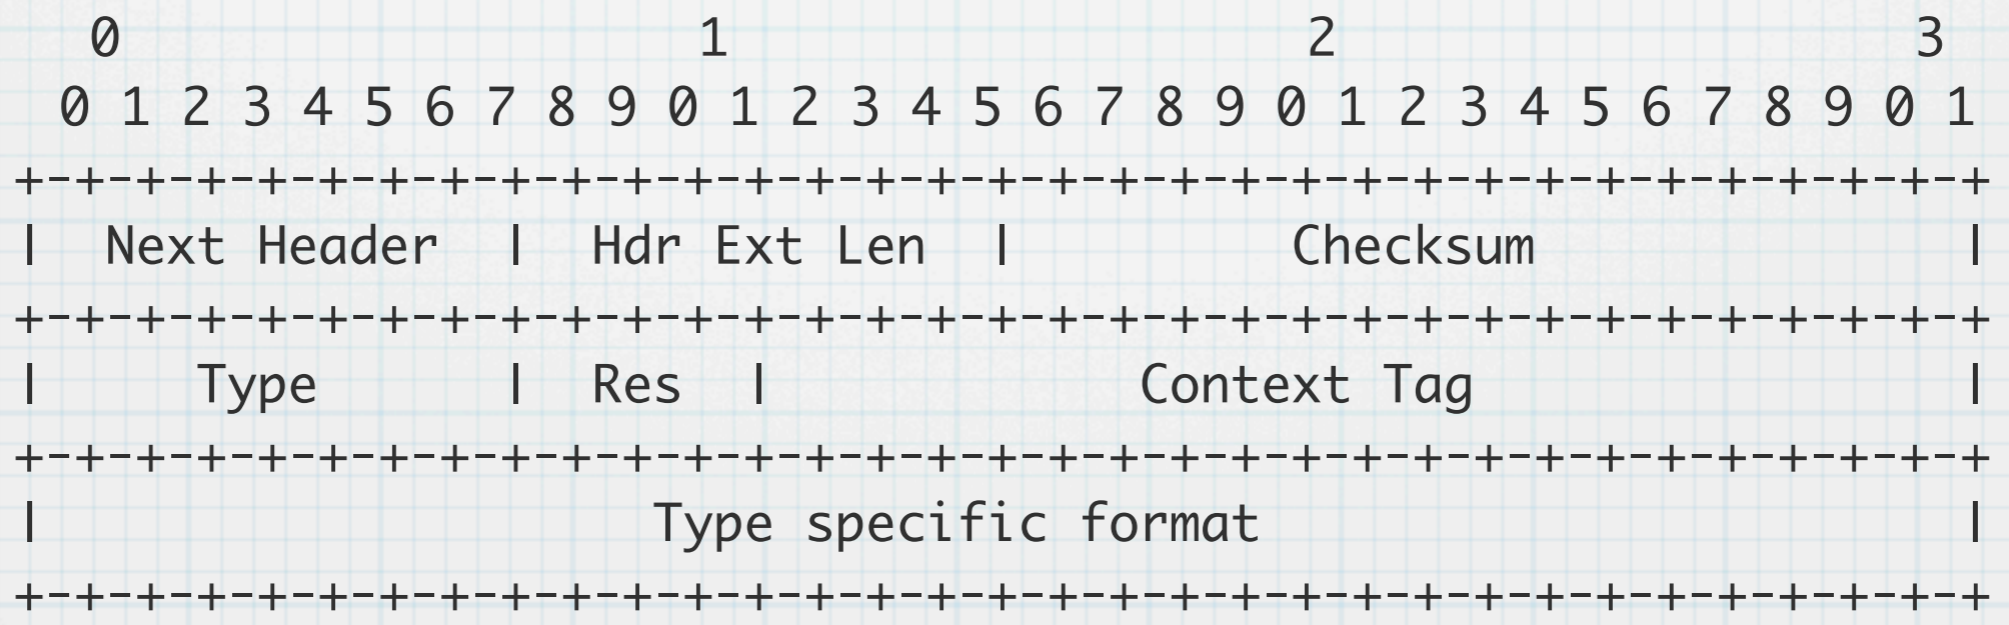 0                   1                   2                   3
 0 1 2 3 4 5 6 7 8 9 0 1 2 3 4 5 6 7 8 9 0 1 2 3 4 5 6 7 8 9 0 1
+-+-+-+-+-+-+-+-+-+-+-+-+-+-+-+-+-+-+-+-+-+-+-+-+-+-+-+-+-+-+-+-+
|  Next Header  |  Hdr Ext Len  |         Checksum              |
+-+-+-+-+-+-+-+-+-+-+-+-+-+-+-+-+-+-+-+-+-+-+-+-+-+-+-+-+-+-+-+-+
|     Type      |  Res  |            Context Tag                |
+-+-+-+-+-+-+-+-+-+-+-+-+-+-+-+-+-+-+-+-+-+-+-+-+-+-+-+-+-+-+-+-+
|                    Type specific format                       |
+-+-+-+-+-+-+-+-+-+-+-+-+-+-+-+-+-+-+-+-+-+-+-+-+-+-+-+-+-+-+-+-+